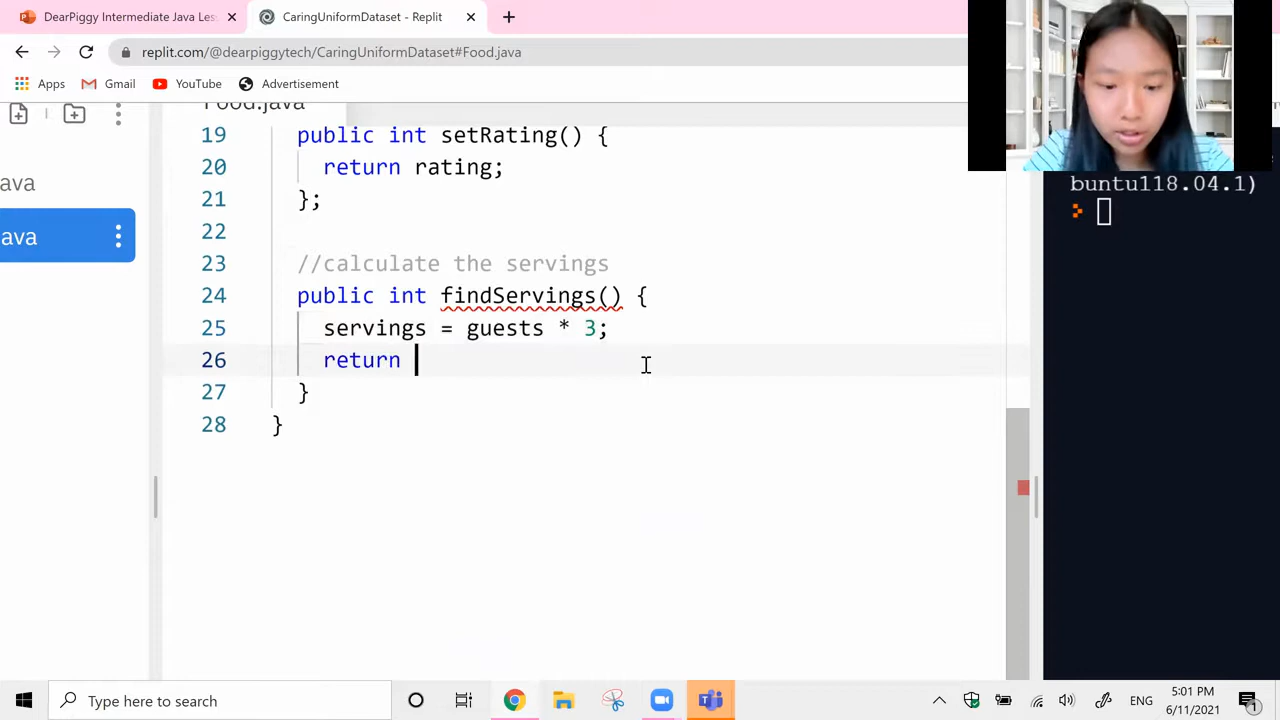 DearPiggy Intermediate Java Les
CaringUniformDataset - Replit
replit.com/@dearpiggytech/CaringUniformDataset#Food.java
Apps
Gmail
YouTube
Advertisement
Food.java
ava
ava
19 public int setRating() {
20 return rating;
21 };
22
23 //calculate the servings
24 public int findServings() {
25 servings = guests * 3;
26 return
27 }
28 }
buntu118.04.1)
Type here to search
ENG
5:01 PM
6/11/2021
1